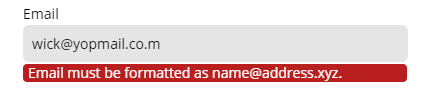 Email
wick@yopmail.co.m
Email must be formatted as name@address.xyz.